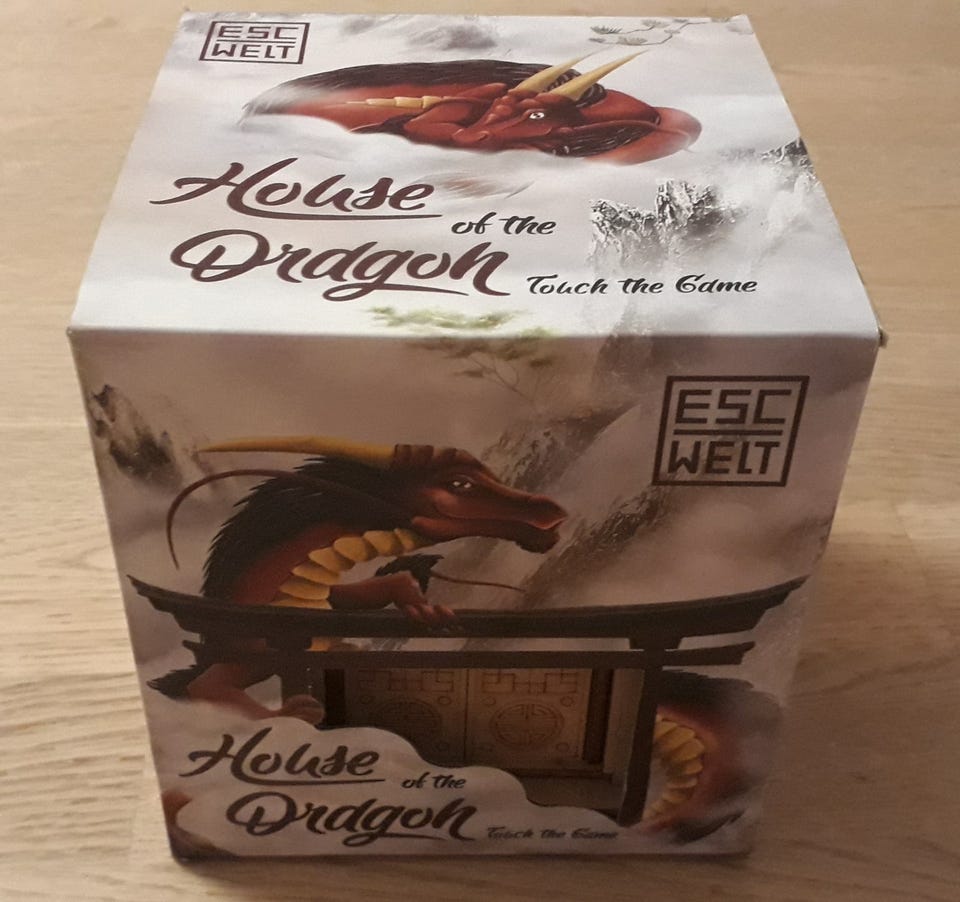 ESC
WELT
House
of the
Dragon
Touch the Game
ESC
WELT
House
of the
Dragon
Touch the Game